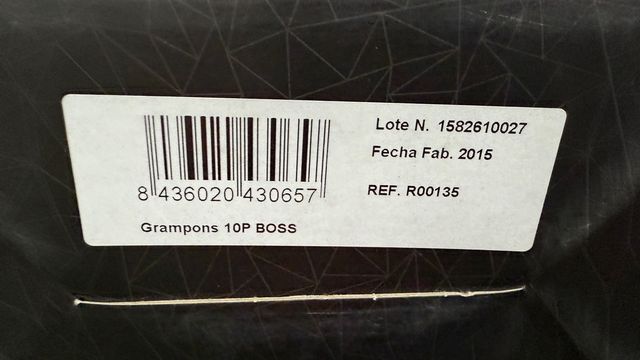 Lote N. 1582610027
Fecha Fab. 2015
REF. R00135
8 436020 430657
Grampons 10P BOSS